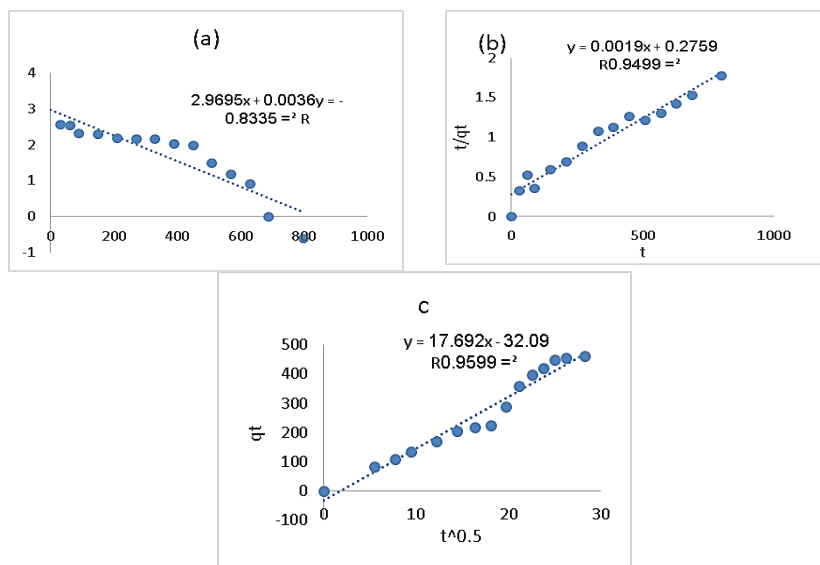 (a)
2.9695x + 0.0036y = -
0.8335 =² R
4
3
2
1
0
-1
0 200 400 600 800 1000
(b)
y = 0.0019x + 0.2759
R0.9499 =²
2
1.5
1
0.5
0
t/qt
0 500 1000
t
c
y = 17.692x - 32.09
R0.9599 =²
500
400
300
200
100
0
-100
qt
0 10 20 30
t^0.5